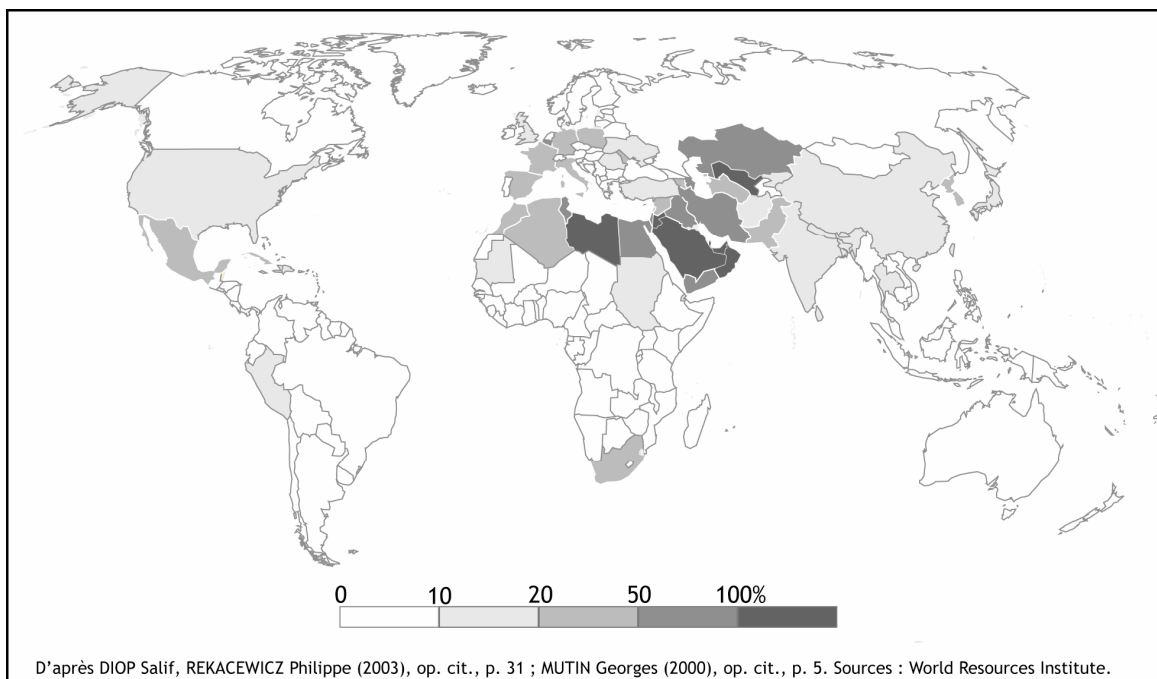 0 10 20 50 100%
D'après DIOP Salif, REKACEWICZ Philippe (2003), op. cit., p. 31 ; MUTIN Georges (2000), op. cit., p. 5. Sources : World Resources Institute.